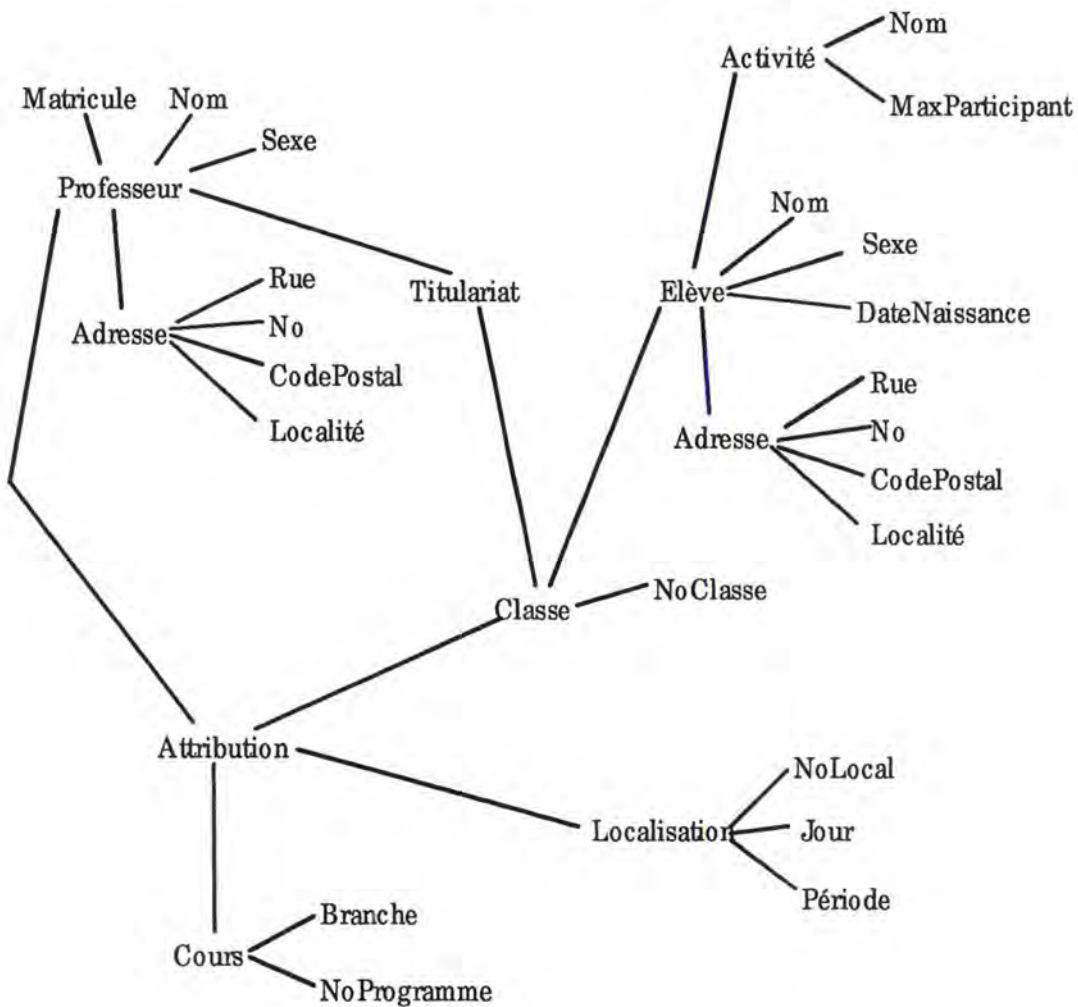 Nom
Activité
MaxParticipant
Matricule
Nom
Sexe
Professeur
Nom
Sexe
Rue
Titulariat
Elève
DateNaissance
No
Adresse
CodePostal
Rue
Localité
Adresse
No
CodePostal
Localité
NoClasse
Classe
Attribution
NoLocal
Localisation
Jour
Période
Branche
Cours
NoProgramme